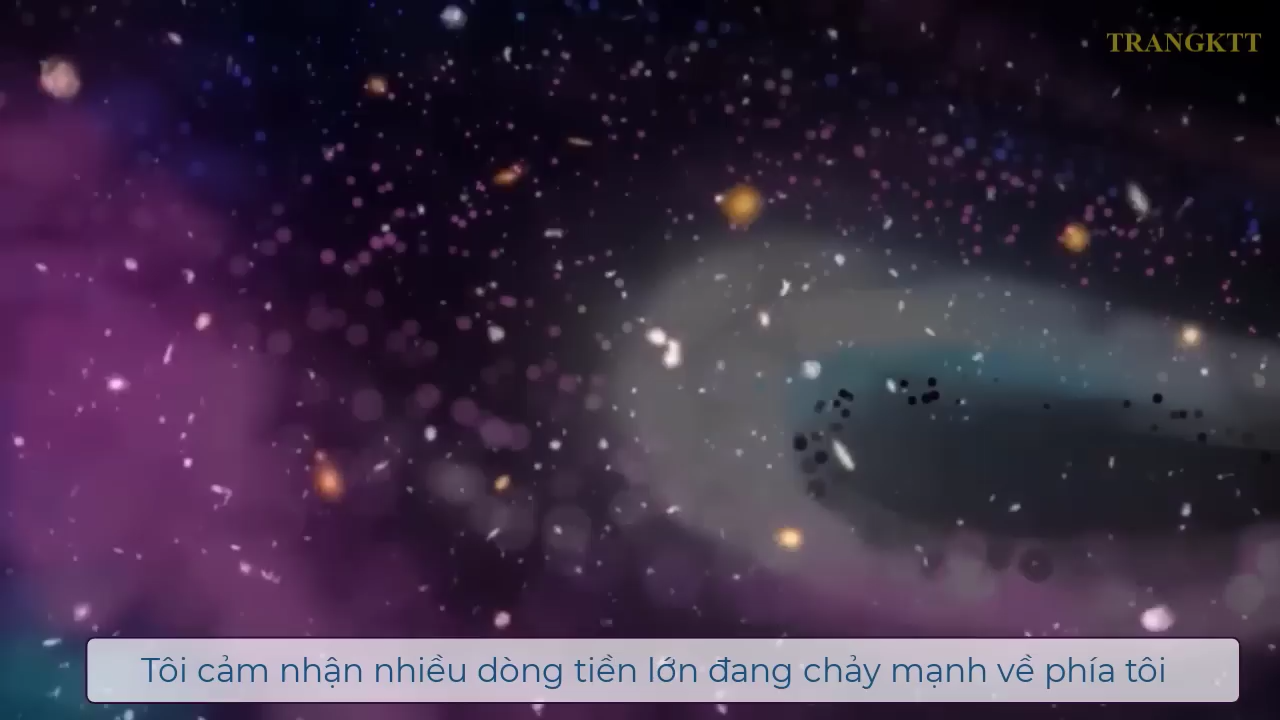 TRANGKTT
Tôi cảm nhận nhiều dòng tiền lớn đang chảy mạnh về phía tôi